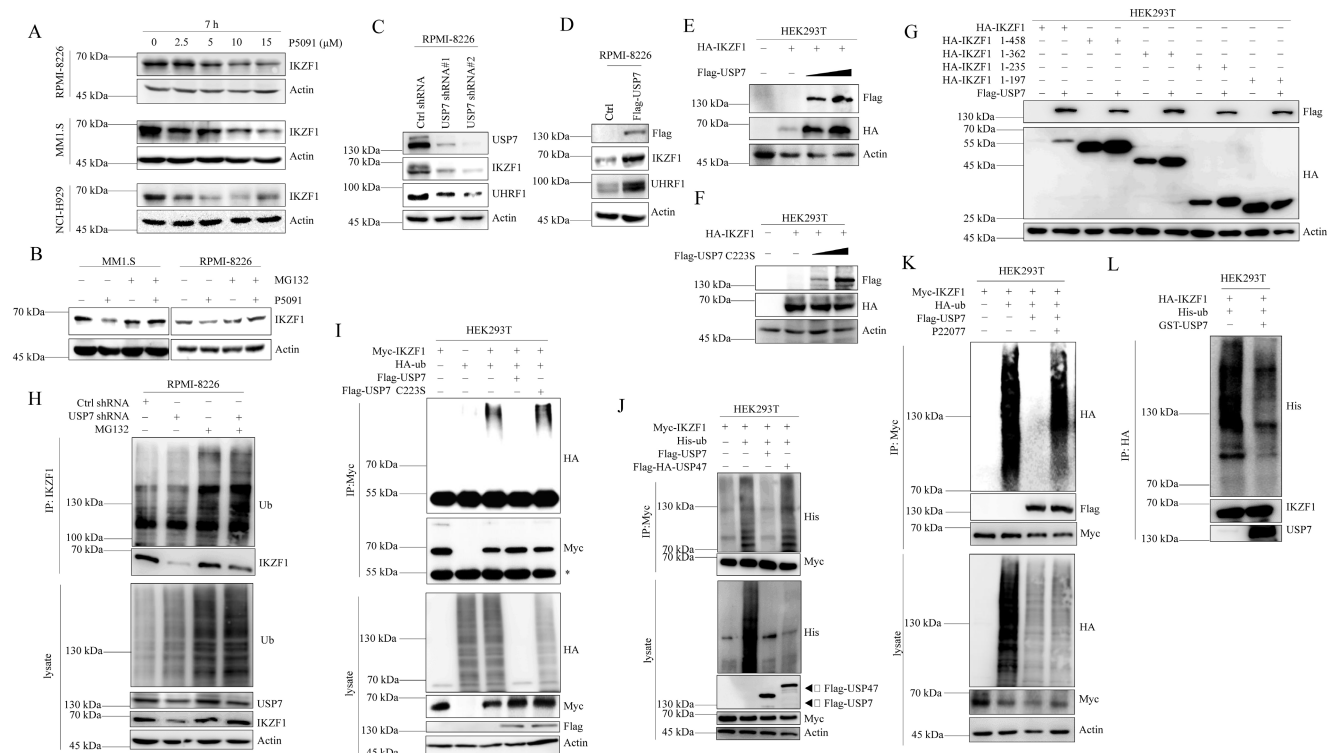 A
7 h
0 2.5 5 10 15 P5091 (μM)
RPMI-8226
70 kDa
IKZF1
45 kDa
Actin
MM1.S
70 kDa
IKZF1
45 kDa
Actin
NCI-H929
70 kDa
IKZF1
45 kDa
Actin
B
MM1.S RPMI-8226
− − + + − − + + MG132
− + − + − + − + P5091
70 kDa
IKZF1
45 kDa
Actin
C
RPMI-8226
Ctrl shRNA
USP7 shRNA#1
USP7 shRNA#2
130 kDa
USP7
70 kDa
IKZF1
100 kDa
UHRF1
45 kDa
Actin
D
RPMI-8226
Ctrl
Flag-USP7
130 kDa
Flag
70 kDa
IKZF1
100 kDa
UHRF1
45 kDa
Actin
E
HEK293T
HA-IKZF1 − + + +
Flag-USP7 − −
130 kDa
Flag
70 kDa
HA
45 kDa
Actin
F
HEK293T
HA-IKZF1 − + + +
Flag-USP7 C223S − −
130 kDa
Flag
70 kDa
HA
45 kDa
Actin
G
HEK293T
HA-IKZF1 + + − − − − − − − −
HA-IKZF1 1-458 − − + + − − − − − −
HA-IKZF1 1-362 − − − − + + − − − −
HA-IKZF1 1-235 − − − − − − + + − −
HA-IKZF1 1-197 − − − − − − − − + +
Flag-USP7 − + − + − + − + − +
130 kDa
Flag
70 kDa
55 kDa
HA
35 kDa
25 kDa
45 kDa
Actin
H
RPMI-8226
Ctrl shRNA + − + −
USP7 shRNA − + − +
MG132 − − + +
IP: IKZF1
130 kDa
Ub
100 kDa
70 kDa
IKZF1
lysate
130 kDa
Ub
130 kDa
USP7
70 kDa
IKZF1
45 kDa
Actin
I
HEK293T
Myc-IKZF1 + − + + +
HA-ub − + + + +
Flag-USP7 − − − + −
Flag-USP7 C223S − − − − +
IP:Myc
70 kDa
HA
55 kDa
70 kDa
Myc
55 kDa
*
lysate
130 kDa
HA
70 kDa
70 kDa
Myc
130 kDa
Flag
45 kDa
Actin
J
HEK293T
Myc-IKZF1 + + + +
His-ub − + + +
Flag-USP7 − − + −
Flag-HA-USP47 − − − +
IP:Myc
130 kDa
His
70 kDa
70 kDa
Myc
lysate
130 kDa
His
◄□ Flag-USP47
130 kDa
◄□ Flag-USP7
70 kDa
Myc
45 kDa
Actin
K
HEK293T
Myc-IKZF1 + + + +
HA-ub − + + +
Flag-USP7 − − + +
P22077 − − − +
IP: Myc
130 kDa
HA
70 kDa
130 kDa
Flag
70 kDa
Myc
lysate
130 kDa
HA
70 kDa
Myc
45 kDa
Actin
L
HEK293T
HA-IKZF1 + +
His-ub + +
GST-USP7 − +
IP: HA
130 kDa
His
70 kDa
IKZF1
130 kDa
USP7